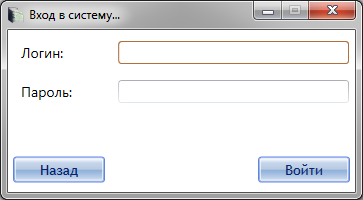 Вход в систему...
Логин:
Пароль:
Назад
Войти